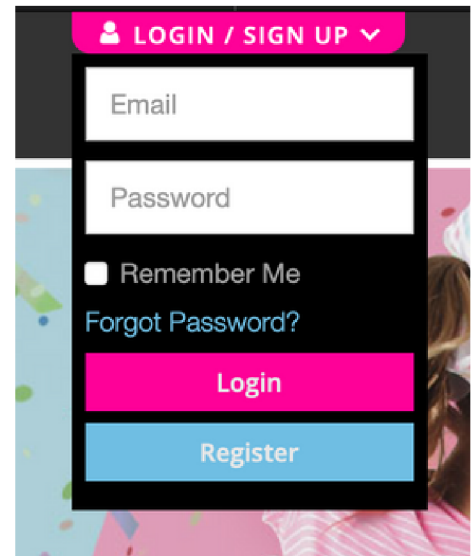 LOGIN / SIGN UP
Email
Password
Remember Me
Forgot Password?
Login
Register